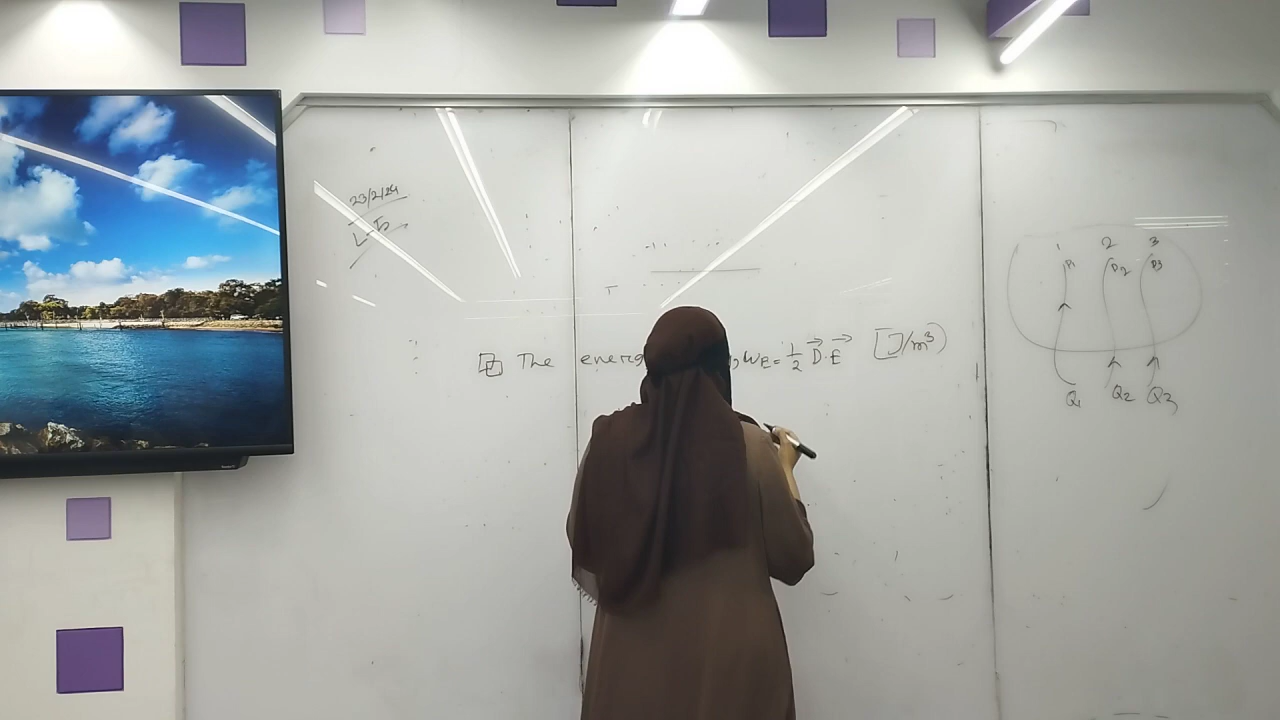 23/2/24
L-
The energ , wE = 1/2 D⃗.E⃗ [J/m³)
1 2 3
P1 P2 P3
Q1 Q2 Q3